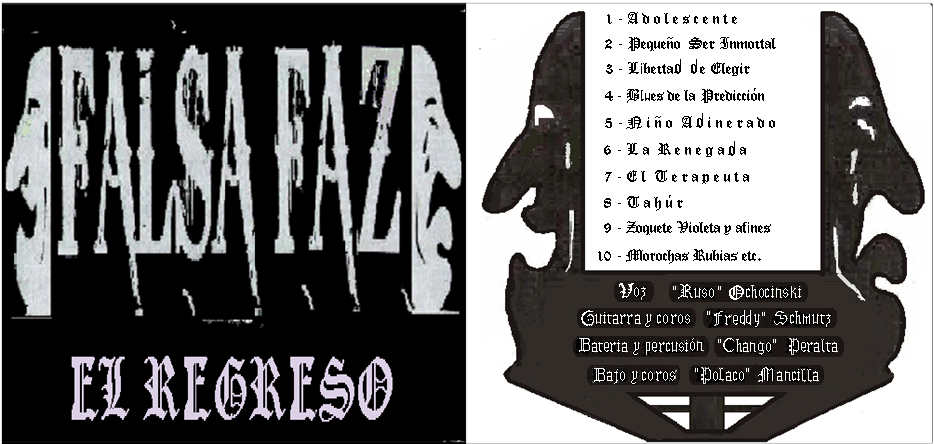 FALSA PAZ
EL REGRESO
1 - Adolescente
2 - Pequeño Ser Inmortal
3 - Libertad de Elegir
4 - Blues de la Predicción
5 - Niño Adinerado
6 - La Renegada
7 - El Terapeuta
8 - Tahúr
9 - Zoquete Violeta y afines
10 - Morochas Rubias etc.
Voz "Ruso" Ochocinski
Guitarra y coros "Freddy" Schmutz
Bateria y percusión "Chango" Peralta
Bajo y coros "Polaco" Mancilla